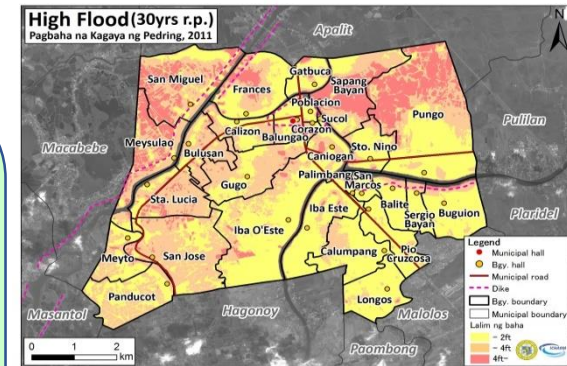 High Flood(30yrs r.p.)
Pagbaha na Kagaya ng Pedring, 2011
N
Apalit
San Miguel
Frances
Gatbuca
Sapang Bayan
Poblacion
Sucol
Corazon
Calizon
Balungao
Pungo
Pulilan
Macabebe
Meysulao
Bulusan
Caniogan
Sto. Nino
Gugo
Palimbang
San Marcos
Sta. Lucia
Iba O'Este
Iba Este
Balite
Sergio Bayan
Buguion
Plaridel
Meyto
San Jose
Calumpang
Pio Cruzcosa
Panducot
Longos
Masantol
Hagonoy
Malolos
Paombong
0 1 2 km
Legend
Municipal hall
Bgy. hall
Municipal road
Dike
Bgy. boundary
Municipal boundary
Lalim ng baha
- 2ft
- 4ft
4ft-